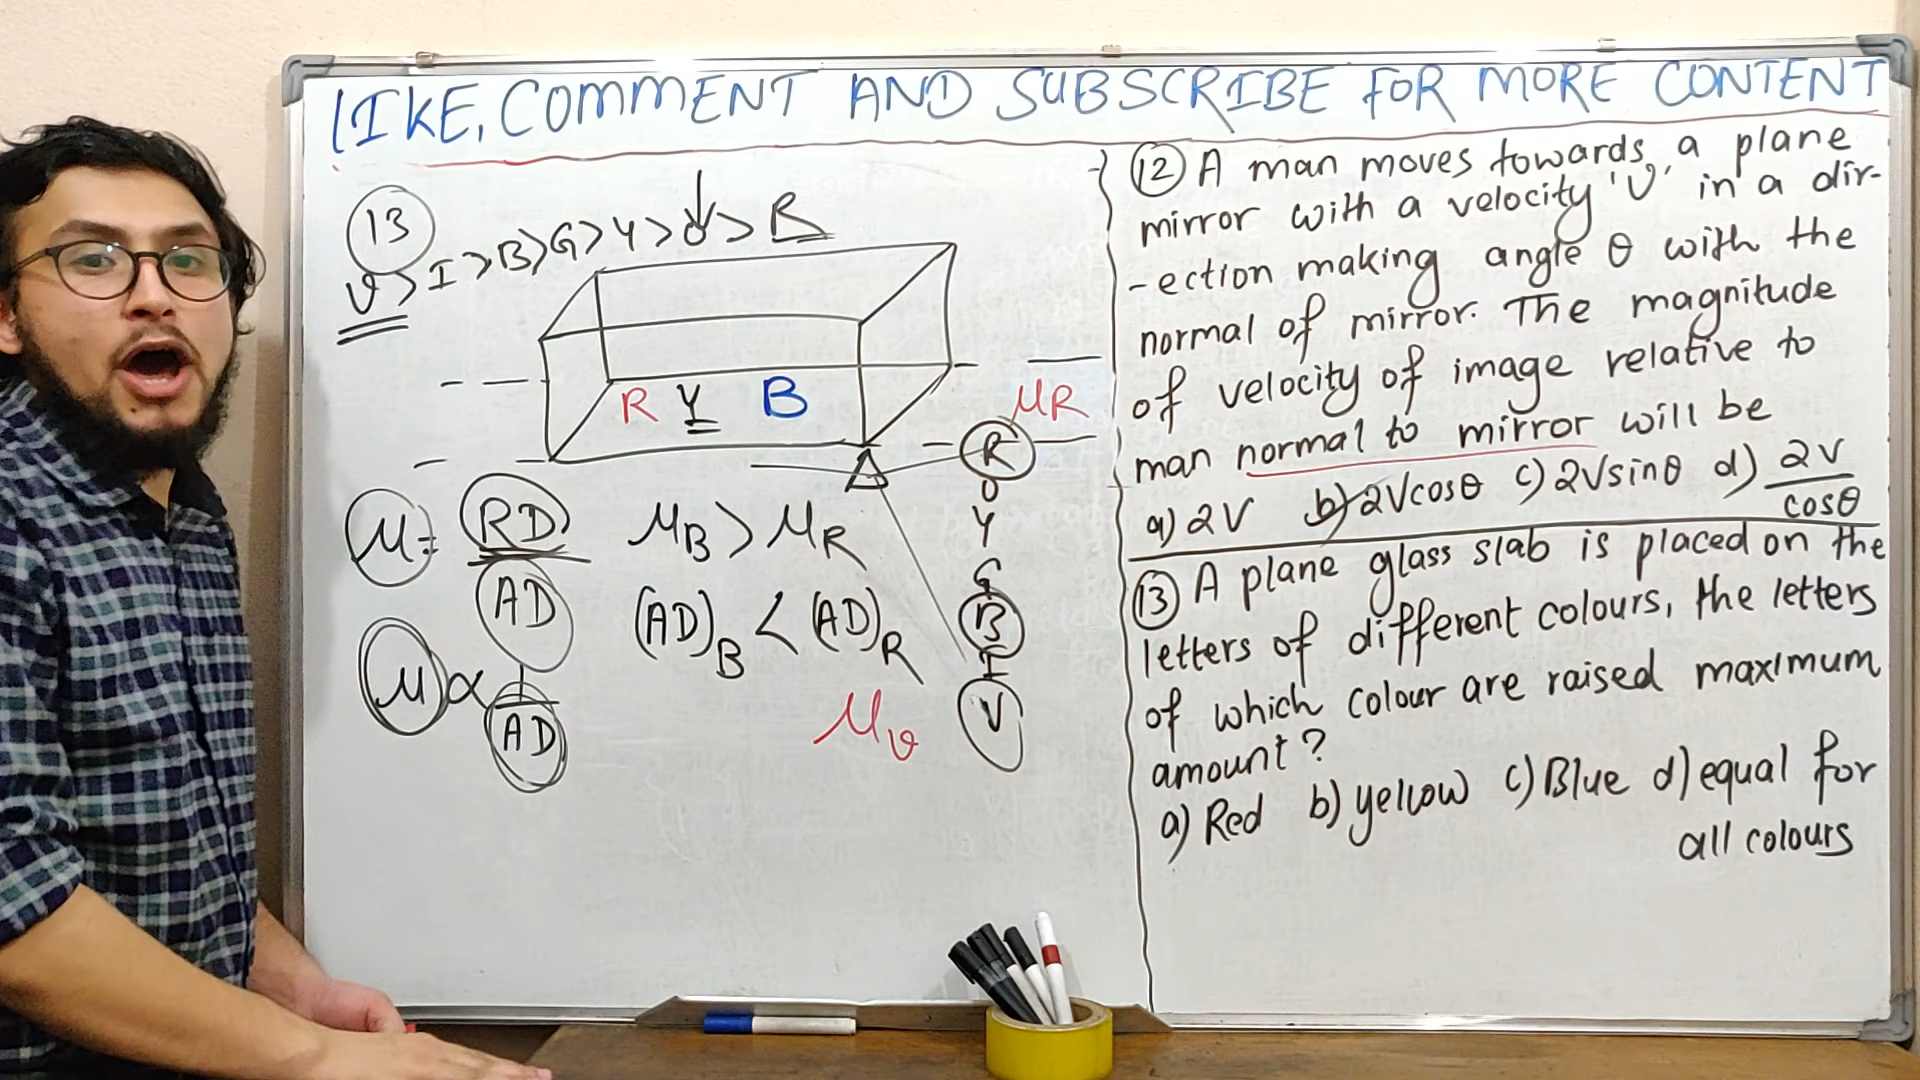 LIKE, COMMENT AND SUBSCRIBE FOR MORE CONTENT
13
V > I > B > G > Y > O > R
R Y B
μR
R
O
Y
G
B
I
V
μ = RD / AD
μB > μR
(AD)B < (AD)R
μ ∝ 1 / AD
μv
12 A man moves towards a plane
mirror with a velocity 'V' in a dir-
-ection making angle θ with the
normal of mirror. The magnitude
of velocity of image relative to
man normal to mirror will be
a) 2V b) 2Vcosθ c) 2Vsinθ d) 2V / cosθ
13 A plane glass slab is placed on the
letters of different colours, the letters
of which colour are raised maximum
amount?
a) Red b) yellow c) Blue d) equal for
all colours